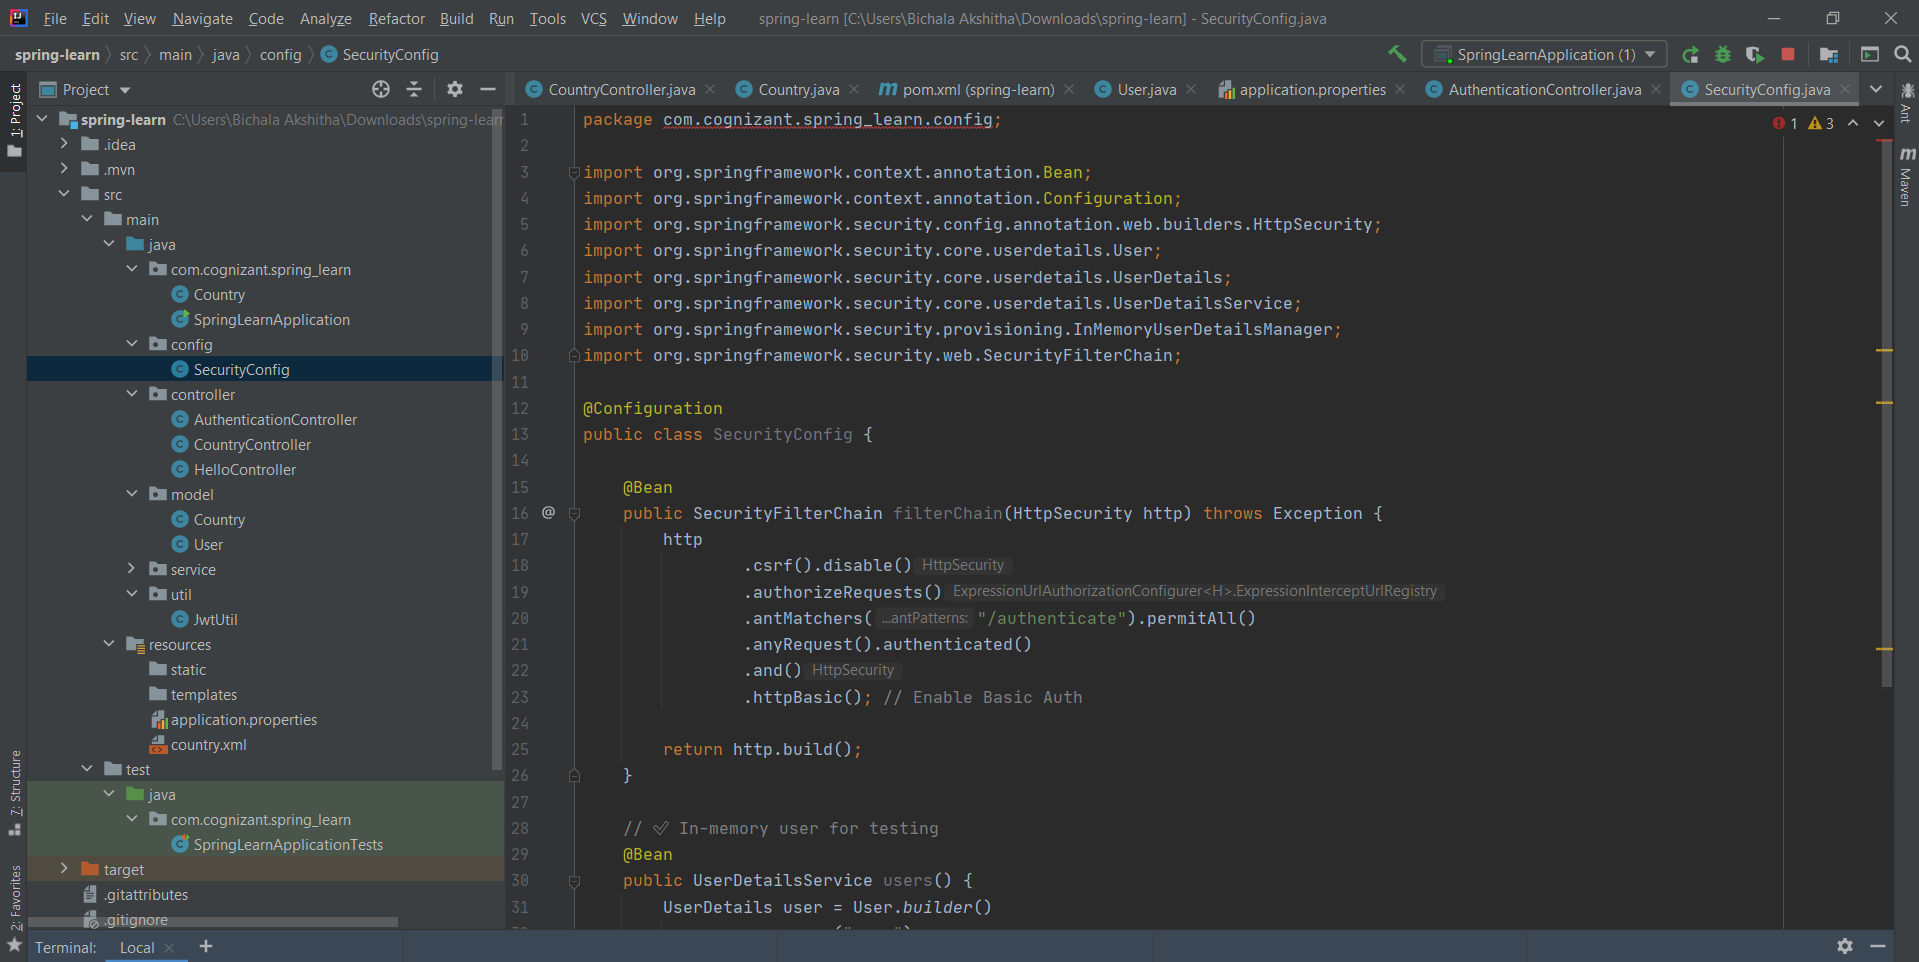 File Edit View Navigate Code Analyze Refactor Build Run Tools VCS Window Help spring-learn [C:\Users\Bichala Akshitha\Downloads\spring-learn] - SecurityConfig.java
spring-learn src main java config SecurityConfig SpringLearnApplication (1)
Project CountryController.java Country.java pom.xml (spring-learn) User.java application.properties AuthenticationController.java SecurityConfig.java
1: Project
7: Structure
2: Favorites
Ant
Maven
spring-learn C:\Users\Bichala Akshitha\Downloads\spring-learn
.idea
.mvn
src
main
java
com.cognizant.spring_learn
Country
SpringLearnApplication
config
SecurityConfig
controller
AuthenticationController
CountryController
HelloController
model
Country
User
service
util
JwtUtil
resources
static
templates
application.properties
country.xml
test
java
com.cognizant.spring_learn
SpringLearnApplicationTests
target
.gitattributes
.gitignore
1 3
1 package com.cognizant.spring_learn.config;
2
3 import org.springframework.context.annotation.Bean;
4 import org.springframework.context.annotation.Configuration;
5 import org.springframework.security.config.annotation.web.builders.HttpSecurity;
6 import org.springframework.security.core.userdetails.User;
7 import org.springframework.security.core.userdetails.UserDetails;
8 import org.springframework.security.core.userdetails.UserDetailsService;
9 import org.springframework.security.provisioning.InMemoryUserDetailsManager;
10 import org.springframework.security.web.SecurityFilterChain;
11
12 @Configuration
13 public class SecurityConfig {
14
15 @Bean
16 @ public SecurityFilterChain filterChain(HttpSecurity http) throws Exception {
17 http
18 .csrf().disable() HttpSecurity
19 .authorizeRequests() ExpressionUrlAuthorizationConfigurer<H>.ExpressionInterceptUrlRegistry
20 .antMatchers( ...antPatterns: "/authenticate").permitAll()
21 .anyRequest().authenticated()
22 .and() HttpSecurity
23 .httpBasic(); // Enable Basic Auth
24
25 return http.build();
26 }
27
28 // ✅ In-memory user for testing
29 @Bean
30 public UserDetailsService users() {
31 UserDetails user = User.builder()
Terminal: Local